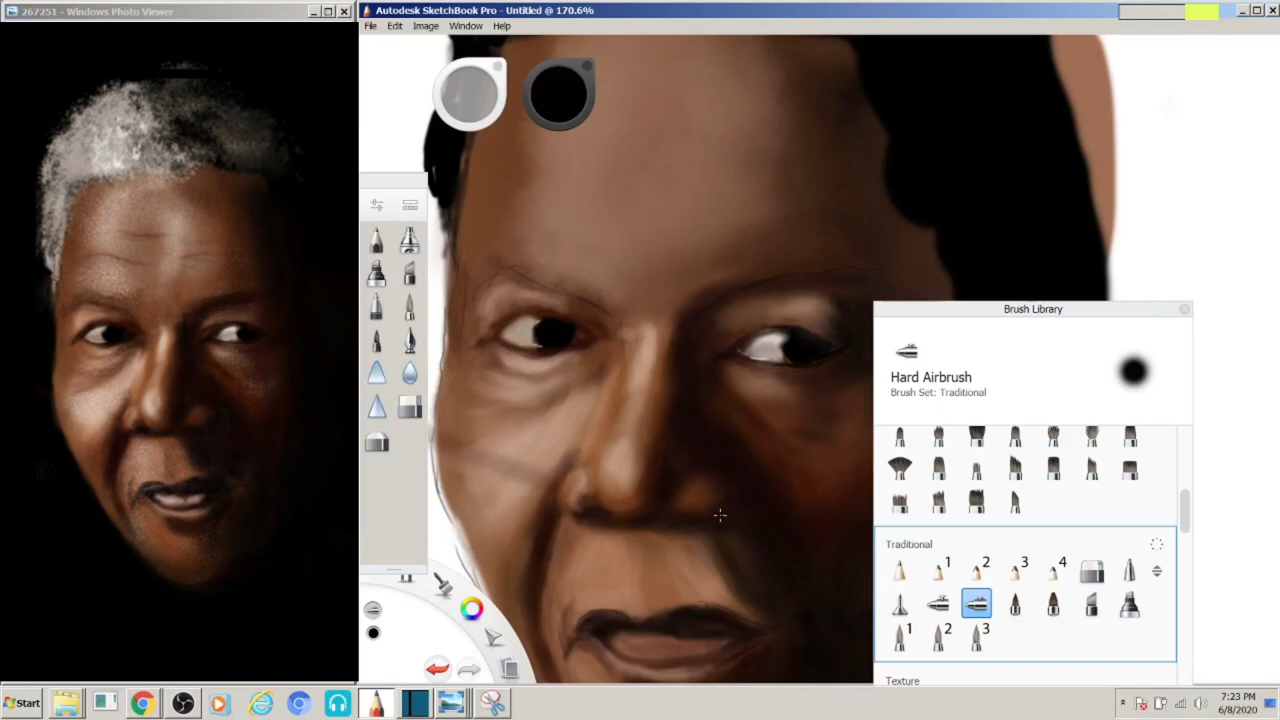 267251 - Windows Photo Viewer
Autodesk SketchBook Pro - Untitled @ 170.6%
File Edit Image Window Help
Brush Library
Hard Airbrush
Brush Set: Traditional
Traditional
1 2 3 4
1 2 3
Texture
Start
7:23 PM
6/8/2020